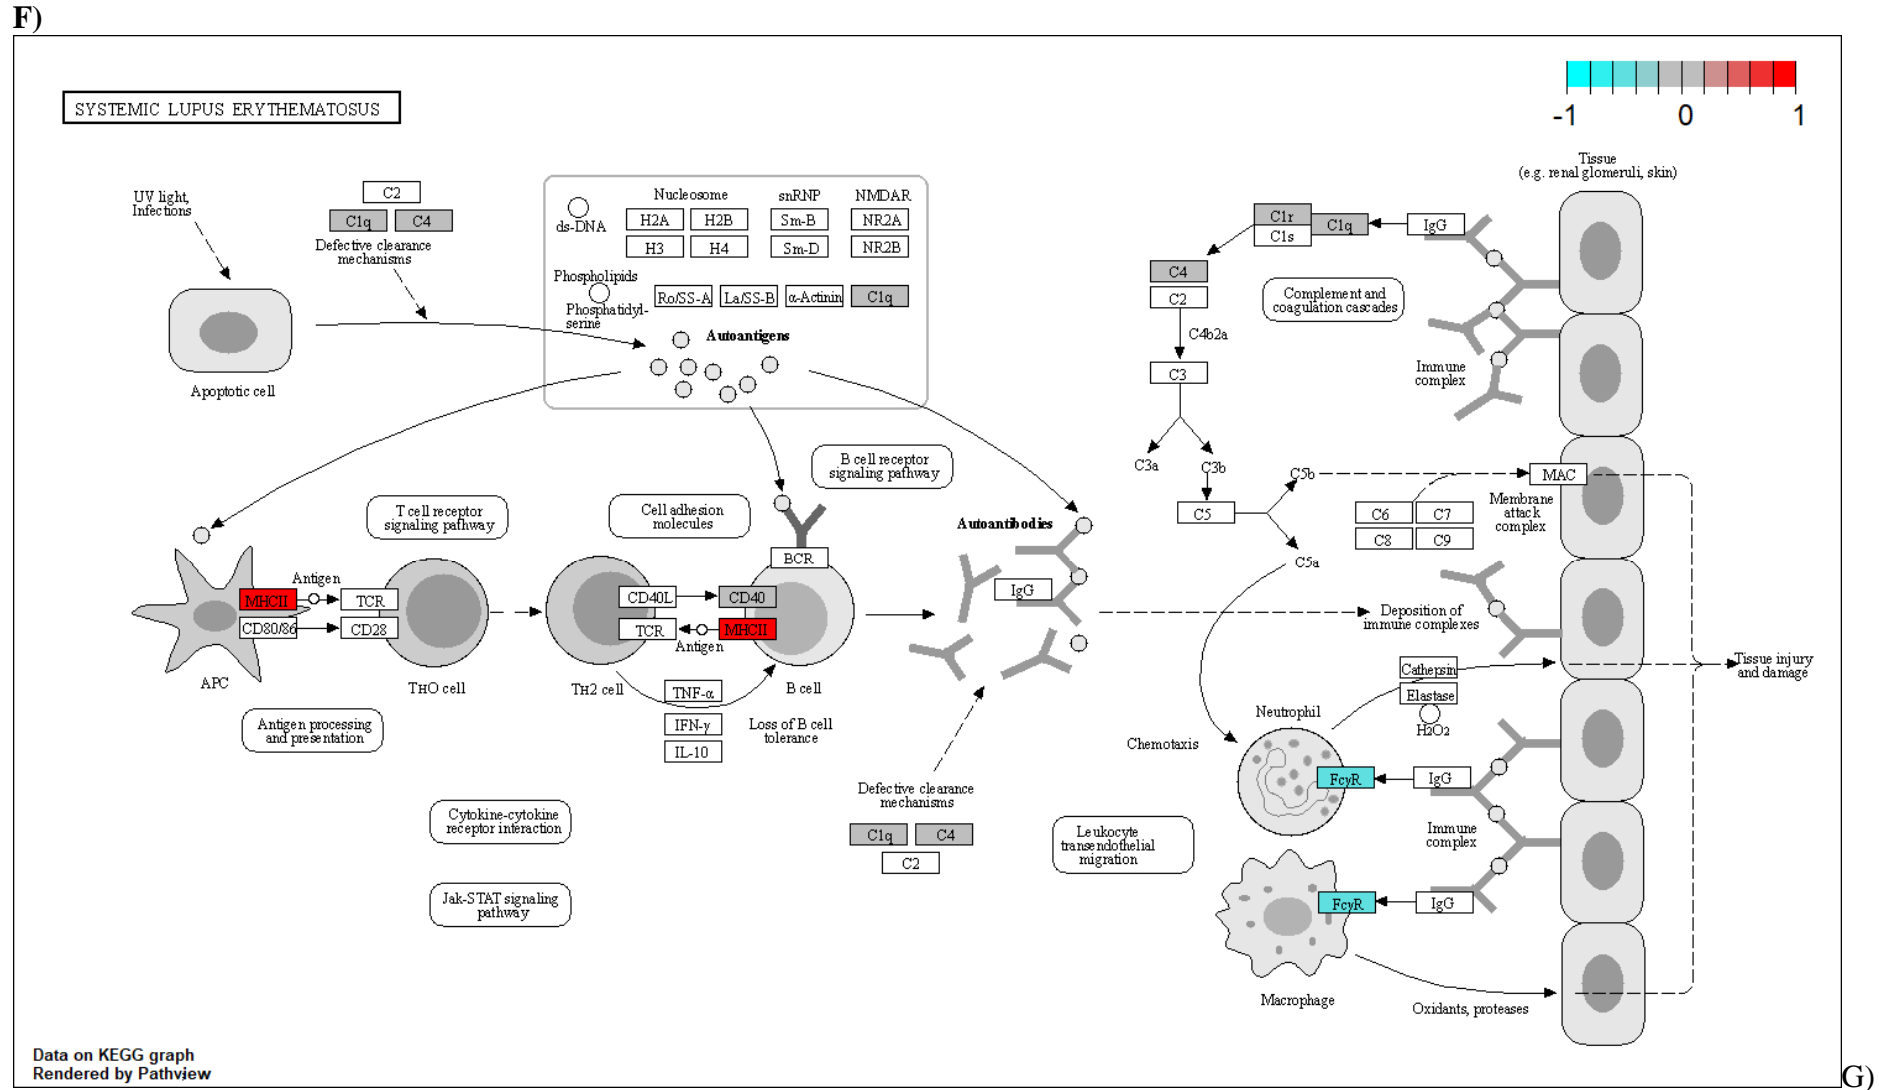 F)
SYSTEMIC LUPUS ERYTHEMATOSUS
-1 0 1
UV light,
Infections
C2
C1q C4
Defective clearance
mechanisms
Apoptotic cell
Nucleosome snRNP NMDAR
ds-DNA
H2A H2B Sm-B NR2A
H3 H4 Sm-D NR2B
Phospholipids
Phosphatidyl-
serine
Ro/SS-A La/SS-B α-Actinin C1q
Autoantigens
Tissue
(e.g. renal glomeruli, skin)
C1r
C1s
C1q
IgG
C4
C2
Complement and
coagulation cascades
C4b2a
C3
Immune
complex
C3a
C3b
C5
C5b
C5a
C6 C7
C8 C9
MAC
Membrane
attack
complex
B cell receptor
signaling pathway
T cell receptor
signaling pathway
Cell adhesion
molecules
BCR
Autoantibodies
IgG
Antigen
MHCII TCR
CD80/86 CD28
CD40L CD40
TCR MHCII
Antigen
APC
TH0 cell
TH2 cell
B cell
TNF-α
IFN-γ
IL-10
Loss of B cell
tolerance
Antigen processing
and presentation
Cytokine-cytokine
receptor interaction
Jak-STAT signaling
pathway
Defective clearance
mechanisms
C1q C4
C2
Deposition of
immune complexes
Cathepsin
Elastase
H2O2
Tissue injury
and damage
Neutrophil
Chemotaxis
FcγR
IgG
Leukocyte
transendothelial
migration
Immune
complex
FcγR
IgG
Macrophage
Oxidants, proteases
Data on KEGG graph
Rendered by Pathview
G)